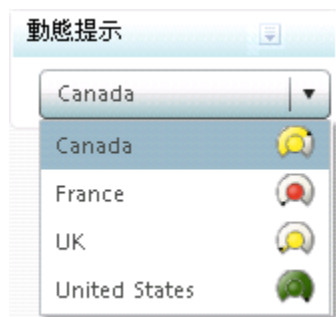 動態提示
Canada
Canada
France
UK
United States